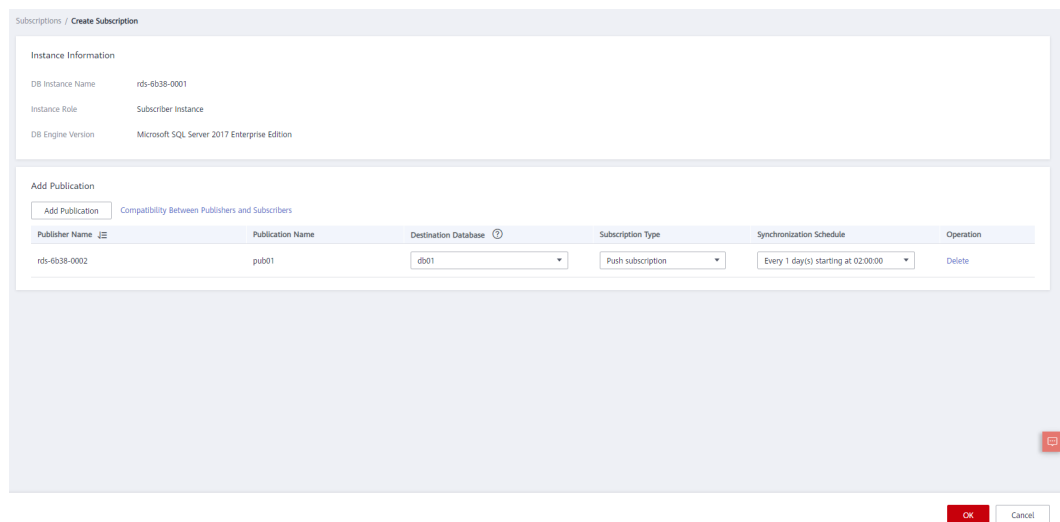 Subscriptions / Create Subscription
Instance Information
DB Instance Name rds-6b38-0001
Instance Role Subscriber Instance
DB Engine Version Microsoft SQL Server 2017 Enterprise Edition
Add Publication
Add Publication Compatibility Between Publishers and Subscribers
Publisher Name Publication Name Destination Database ? Subscription Type Synchronization Schedule Operation
rds-6b38-0002 pub01 db01 Push subscription Every 1 day(s) starting at 02:00:00 Delete
OK Cancel